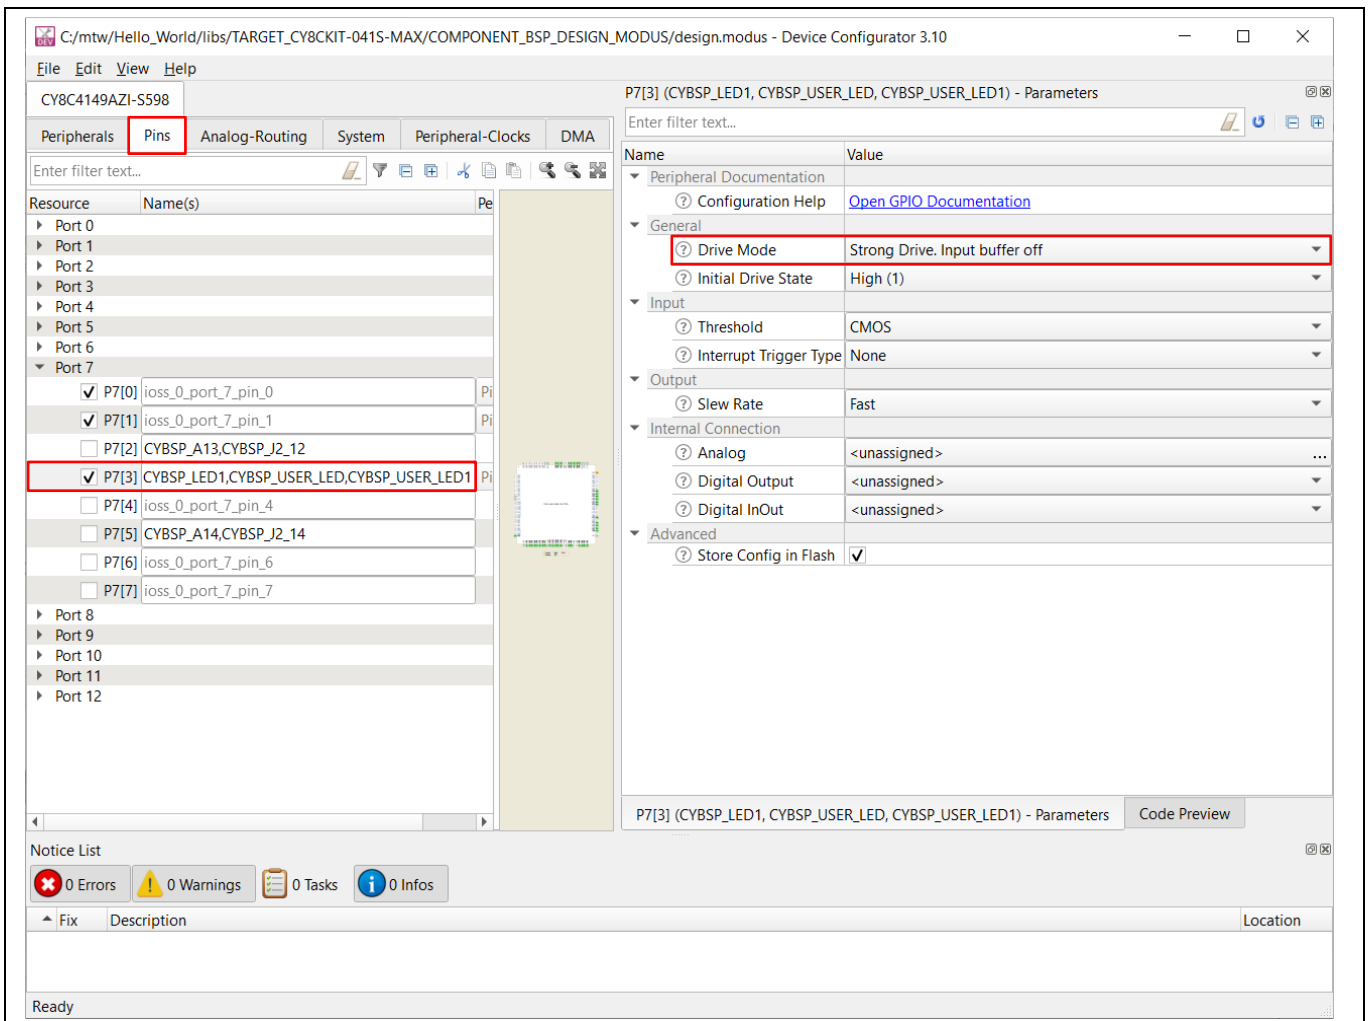 C:/mtw/Hello_World/libs/TARGET_CY8CKIT-041S-MAX/COMPONENT_BSP_DESIGN_MODUS/design.modus - Device Configurator 3.10
File Edit View Help
CY8C4149AZI-S598
Peripherals Pins Analog-Routing System Peripheral-Clocks DMA
Enter filter text...
Resource Name(s) Pe
Port 0
Port 1
Port 2
Port 3
Port 4
Port 5
Port 6
Port 7
P7[0] ioss_0_port_7_pin_0 Pi
P7[1] ioss_0_port_7_pin_1 Pi
P7[2] CYBSP_A13,CYBSP_J2_12
P7[3] CYBSP_LED1,CYBSP_USER_LED,CYBSP_USER_LED1 Pi
P7[4] ioss_0_port_7_pin_4
P7[5] CYBSP_A14,CYBSP_J2_14
P7[6] ioss_0_port_7_pin_6
P7[7] ioss_0_port_7_pin_7
Port 8
Port 9
Port 10
Port 11
Port 12
P7[3] (CYBSP_LED1, CYBSP_USER_LED, CYBSP_USER_LED1) - Parameters
Enter filter text...
Name Value
Peripheral Documentation
Configuration Help Open GPIO Documentation
General
Drive Mode Strong Drive. Input buffer off
Initial Drive State High (1)
Input
Threshold CMOS
Interrupt Trigger Type None
Output
Slew Rate Fast
Internal Connection
Analog <unassigned> ...
Digital Output <unassigned>
Digital InOut <unassigned>
Advanced
Store Config in Flash
P7[3] (CYBSP_LED1, CYBSP_USER_LED, CYBSP_USER_LED1) - Parameters Code Preview
Notice List
0 Errors 0 Warnings 0 Tasks 0 Infos
Fix Description Location
Ready